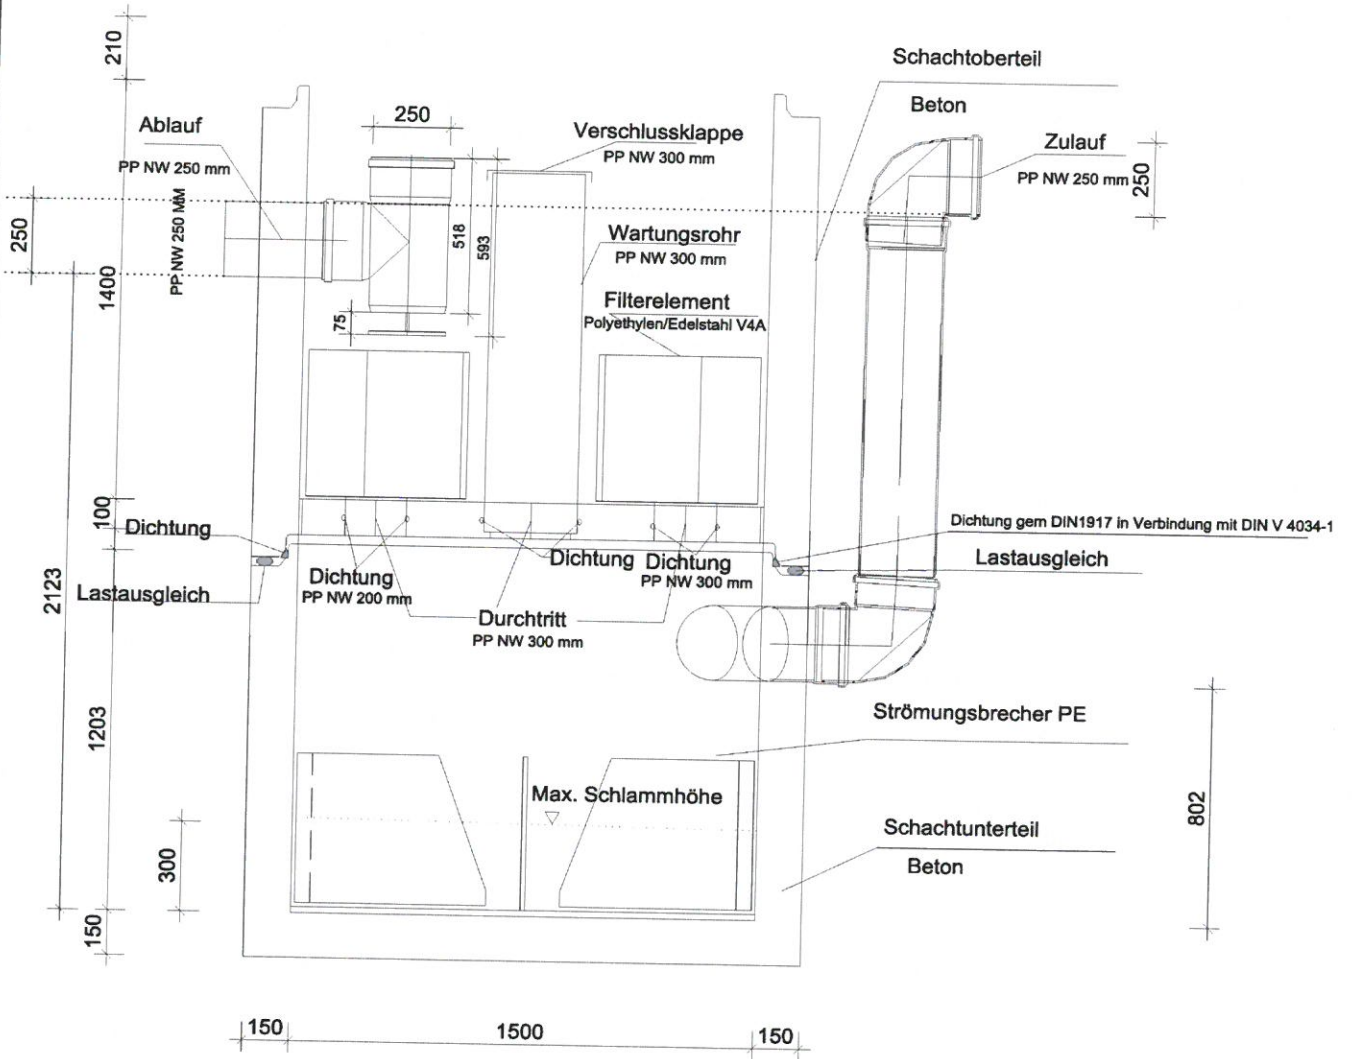 210
Schachtoberteil
Beton
Ablauf
PP NW 250 mm
250
Verschlussklappe
PP NW 300 mm
Zulauf
PP NW 250 mm
250
250
PP NW 250 MM
1400
518
593
75
Wartungsrohr
PP NW 300 mm
Filterelement
Polyethylen/Edelstahl V4A
100
Dichtung
Dichtung gem DIN1917 in Verbindung mit DIN V 4034-1
Lastausgleich
Lastausgleich
Dichtung
PP NW 200 mm
Dichtung
Dichtung
PP NW 300 mm
Durchtritt
PP NW 300 mm
2123
1203
Strömungsbrecher PE
Max. Schlammhöhe
802
300
Schachtunterteil
Beton
150
150
1500
150